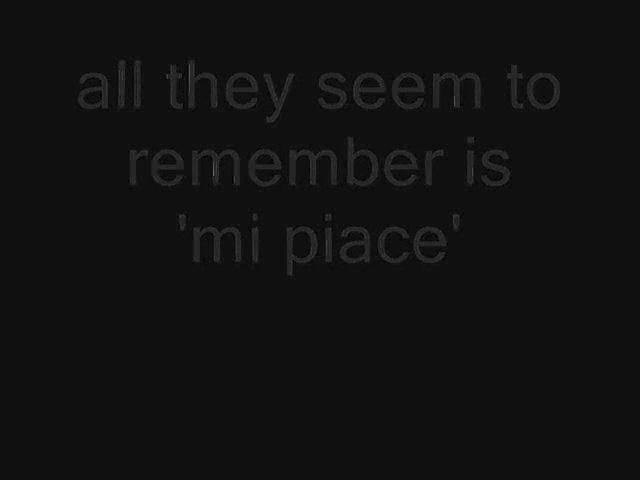 all they seem to
remember is
'mi piace'